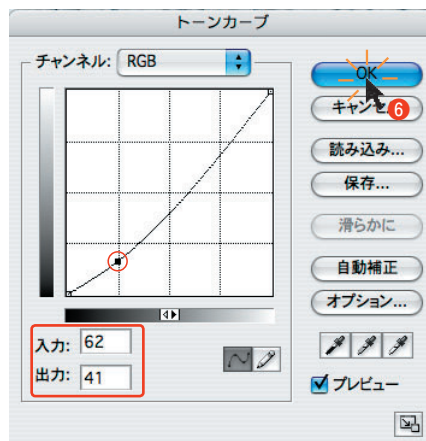 トーンカーブ
チャンネル: RGB
OK
キャンセ
6
読み込み...
保存...
滑らかに
自動補正
オプション...
入力: 62
出力: 41
プレビュー